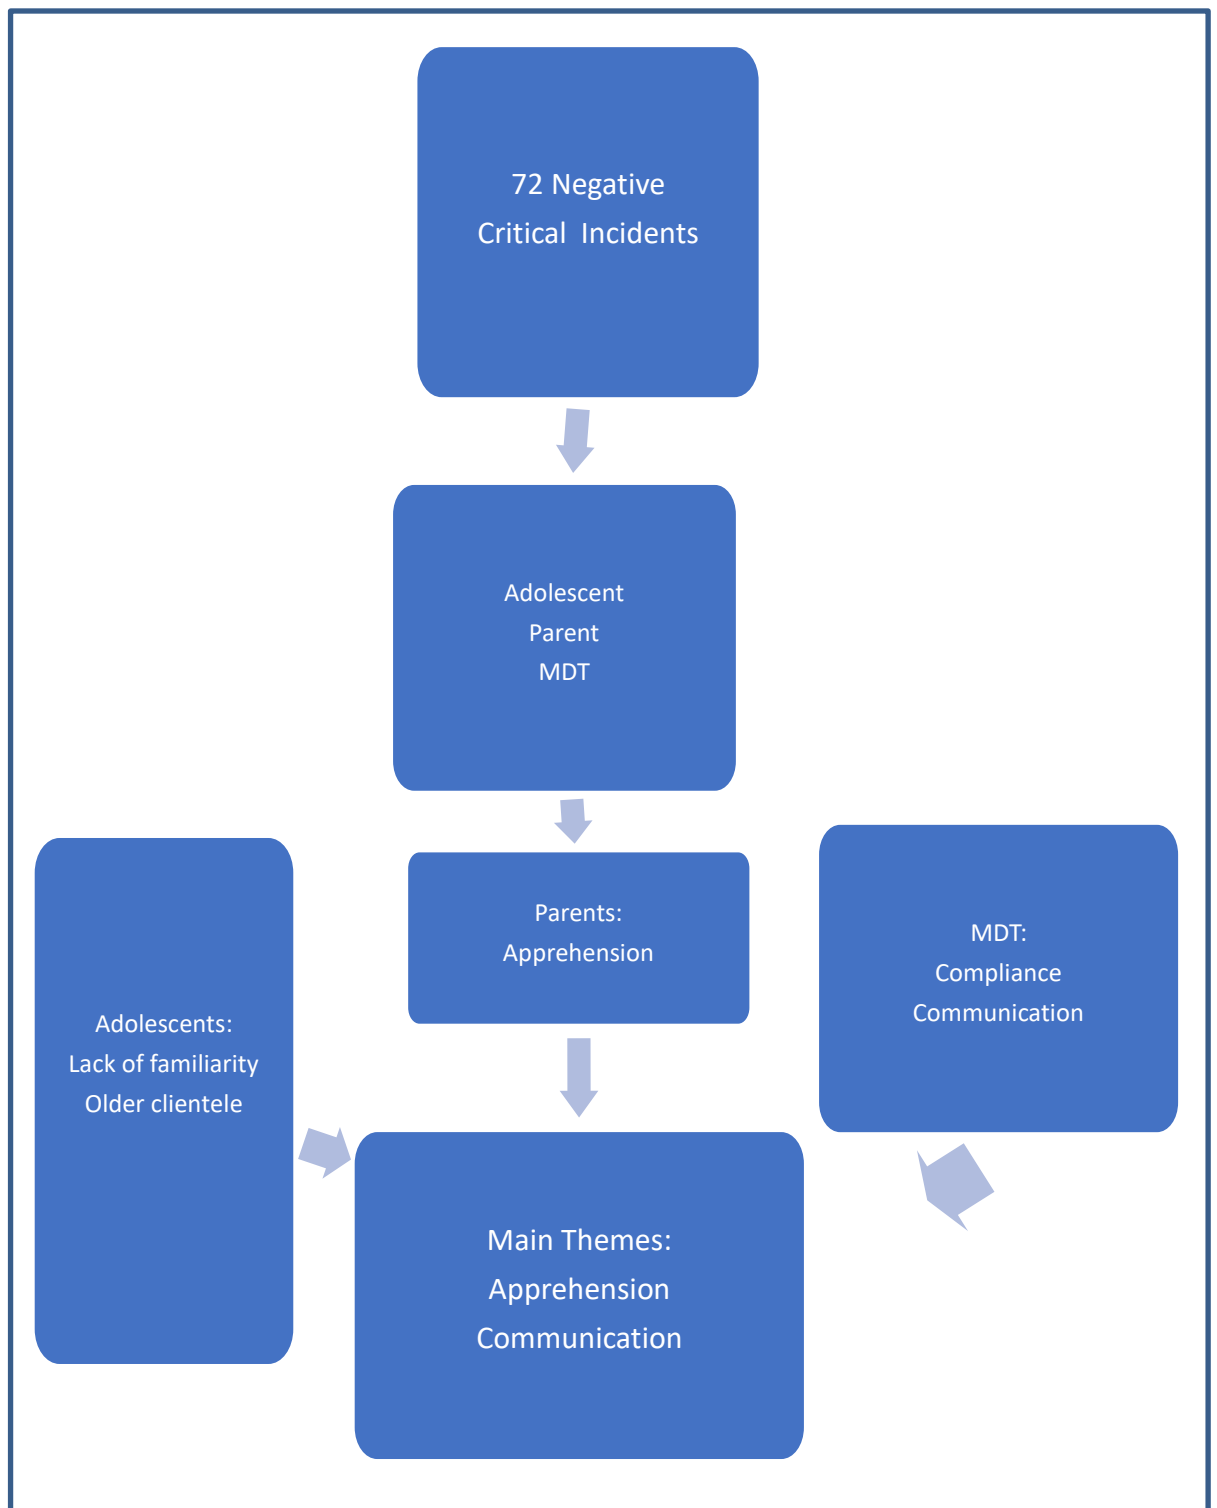 72 Negative
Critical  Incidents
Adolescent
Parent
MDT
Parents:
Apprehension
MDT:
Compliance
Communication
Adolescents:
Lack of familiarity
Older clientele
Main Themes:
Apprehension
Communication